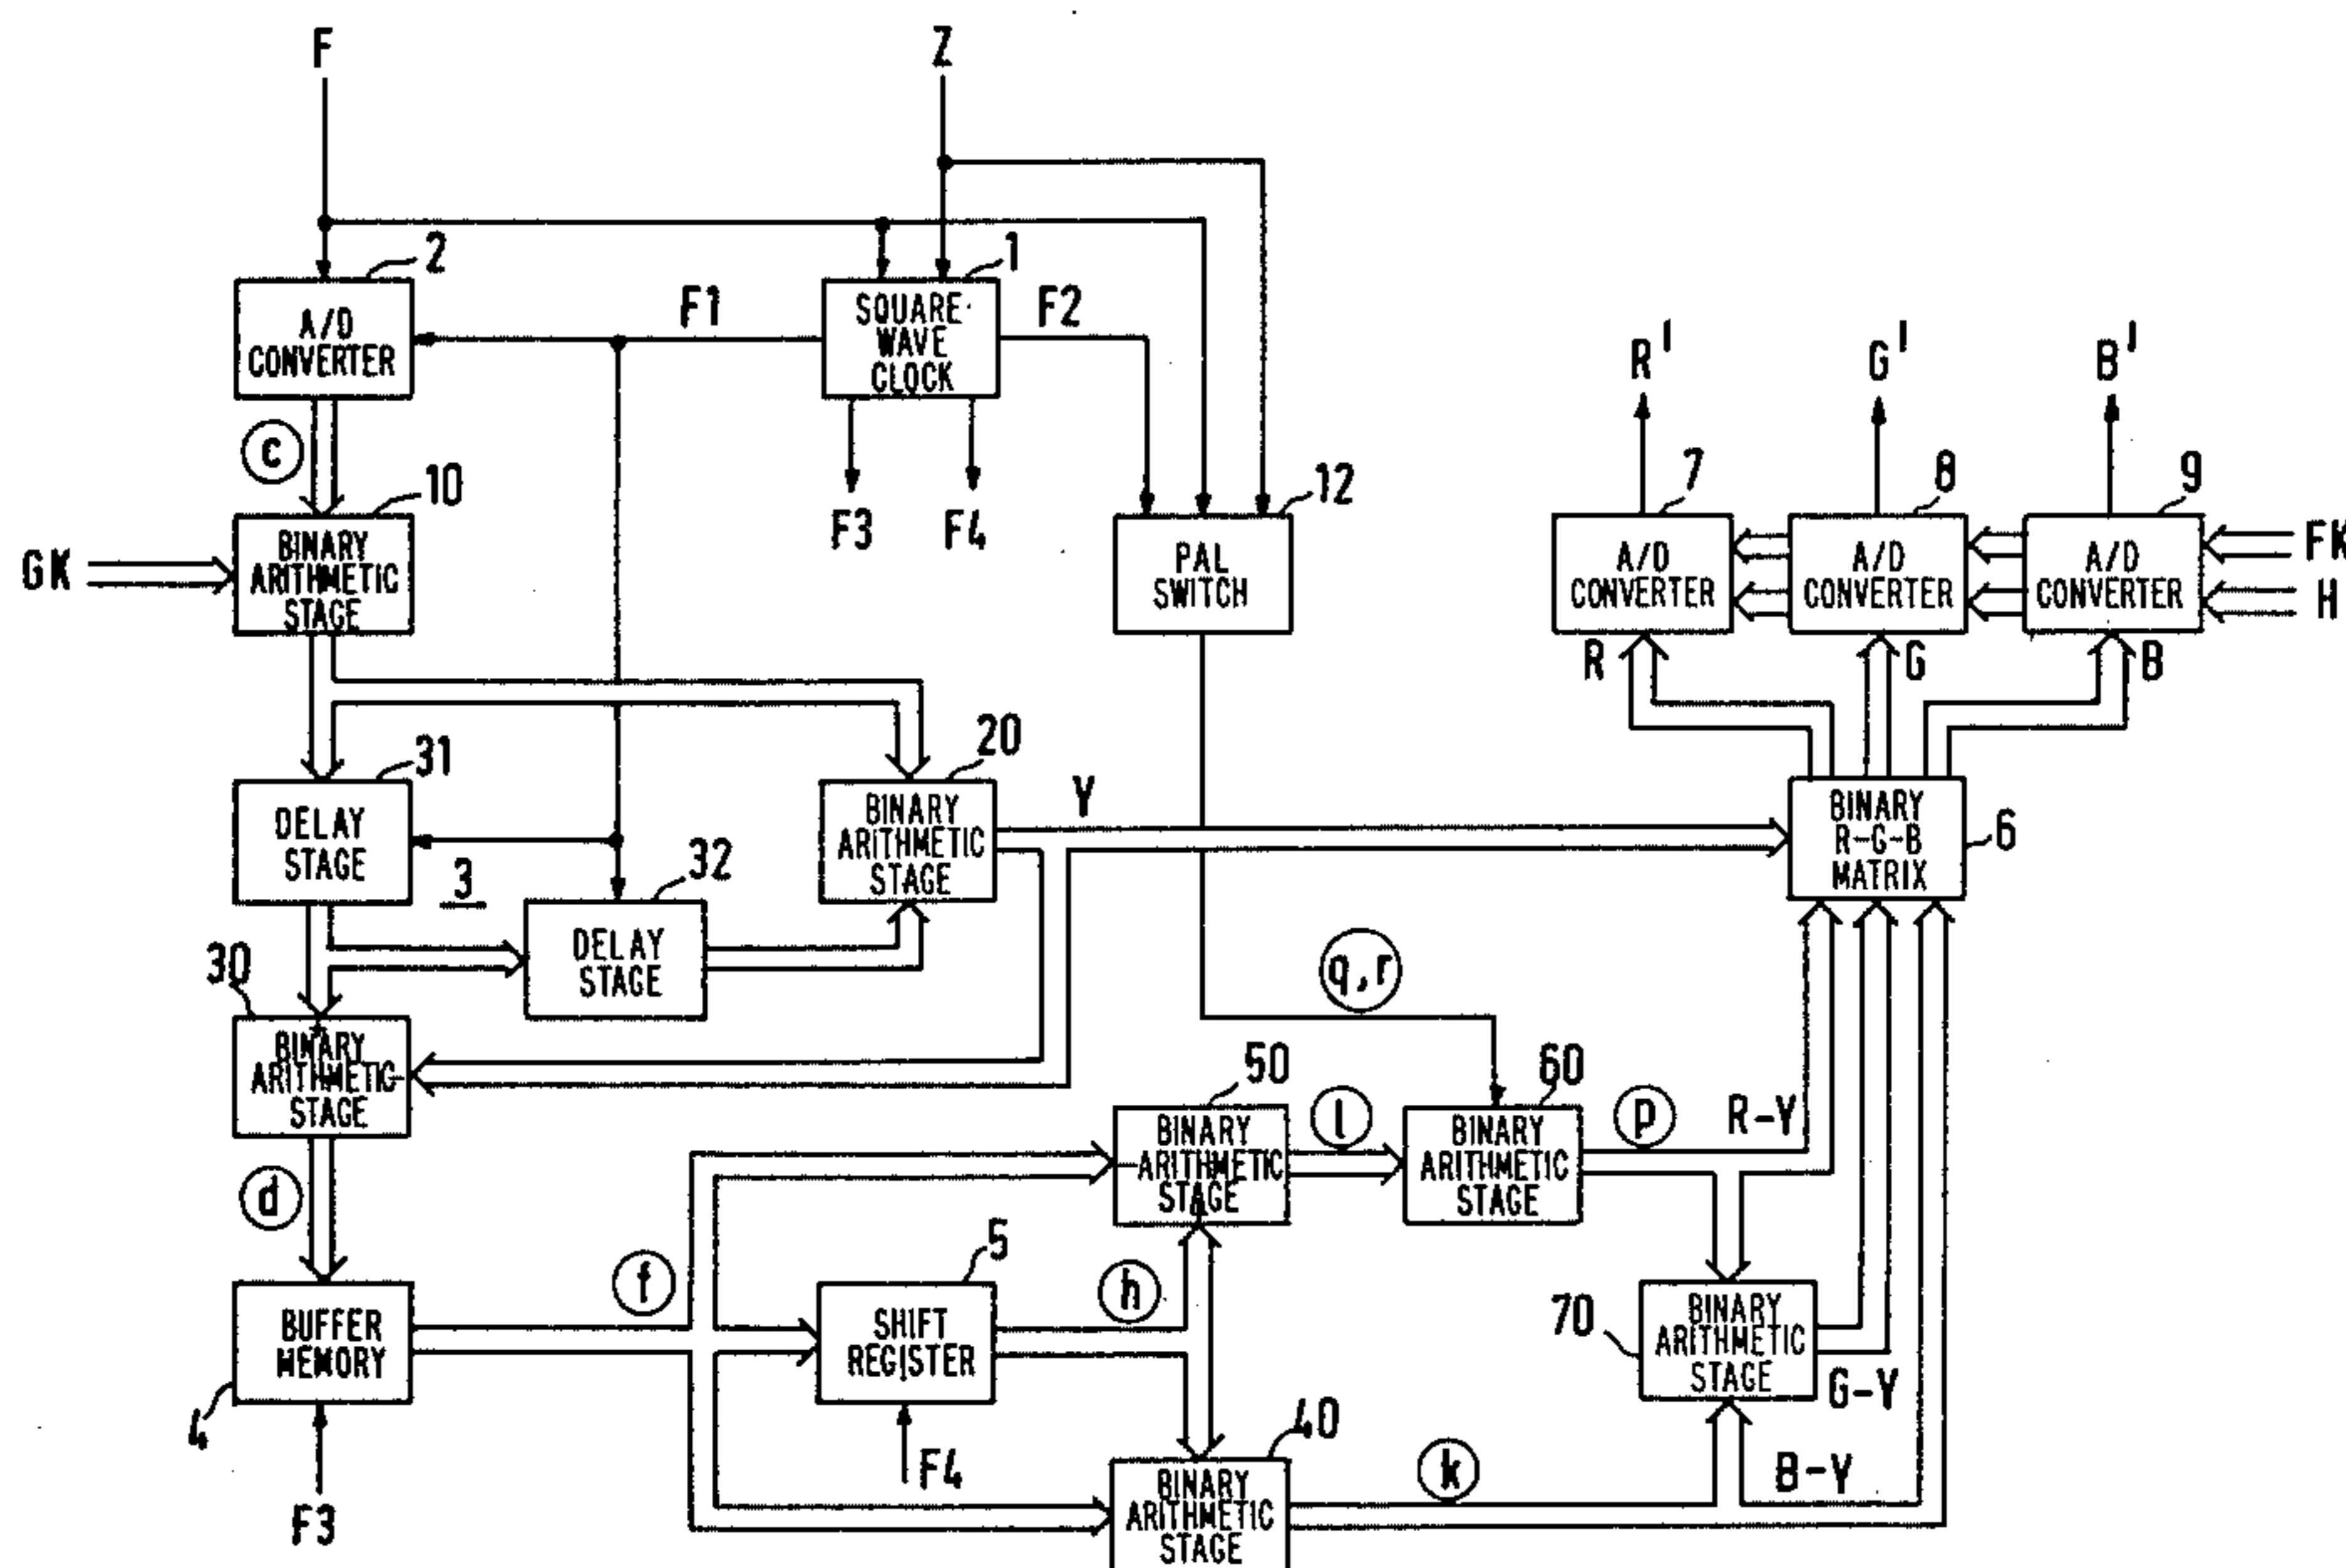 F
Z
2
1
A/D
CONVERTER
F1
SQUARE-
WAVE
CLOCK
F2
R'
G'
B'
c
10
F3
F4
12
7
8
9
GK
BINARY
ARITHMETIC
STAGE
PAL
SWITCH
A/D
CONVERTER
A/D
CONVERTER
A/D
CONVERTER
FK
H
R
G
B
31
20
DELAY
STAGE
3
32
BINARY
ARITHMETIC
STAGE
Y
BINARY
R-G-B
MATRIX
6
30
DELAY
STAGE
q,r
+
BINARY
ARITHMETIC-
STAGE
50
60
d
BINARY
-ARITHMETIC
STAGE
l
BINARY
ARITHMETIC
STAGE
p
R-Y
f
5
h
BUFFER
MEMORY
SHIFT
REGISTER
70
BINARY
ARITHMETIC
STAGE
G-Y
4
F3
F4
40
BINARY
ARITHMETIC
STAGE
k
B-Y